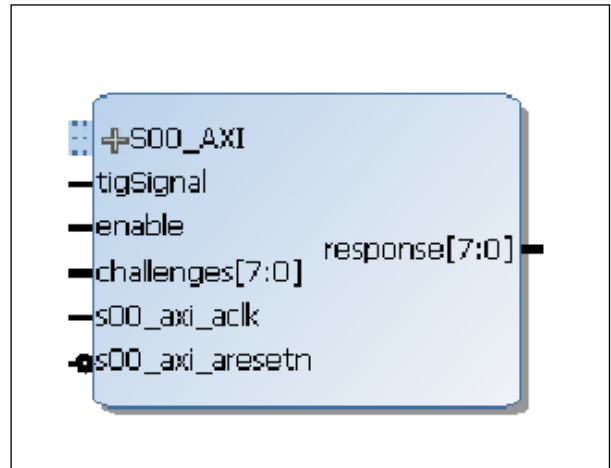 S00_AXI
tigSignal
enable
challenges[7:0]
s00_axi_aclk
s00_axi_aresetn
response[7:0]